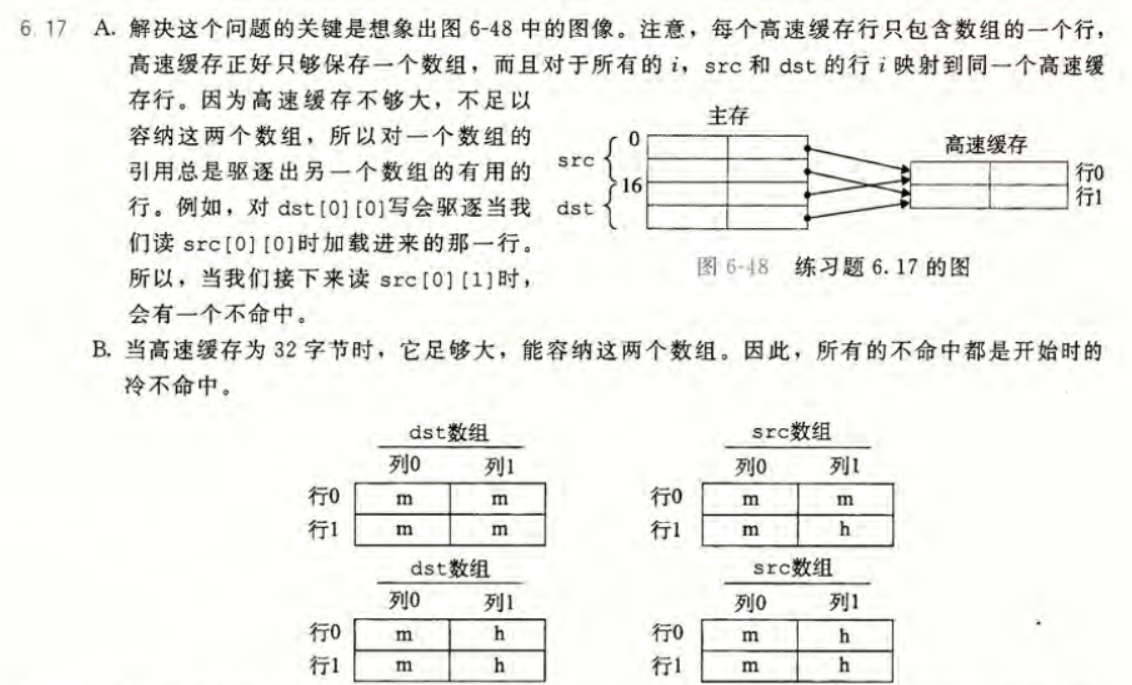 6.17 A. 解决这个问题的关键是想象出图 6-48 中的图像。注意，每个高速缓存行只包含数组的一个行，
高速缓存正好只够保存一个数组，而且对于所有的 i，src 和 dst 的行 i 映射到同一个高速缓
存行。因为高速缓存不够大，不足以
容纳这两个数组，所以对一个数组的
引用总是驱逐出另一个数组的有用的
行。例如，对 dst[0][0]写会驱逐当我
们读 src[0][0]时加载进来的那一行。
所以，当我们接下来读 src[0][1]时，
会有一个不命中。
主存
0
src
16
dst
高速缓存
行0
行1
图 6-48 练习题 6.17 的图
B. 当高速缓存为 32 字节时，它足够大，能容纳这两个数组。因此，所有的不命中都是开始时的
冷不命中。
dst数组
列0 列1
行0 m m
行1 m m
src数组
列0 列1
行0 m m
行1 m h
dst数组
列0 列1
行0 m h
行1 m h
src数组
列0 列1
行0 m h
行1 m h